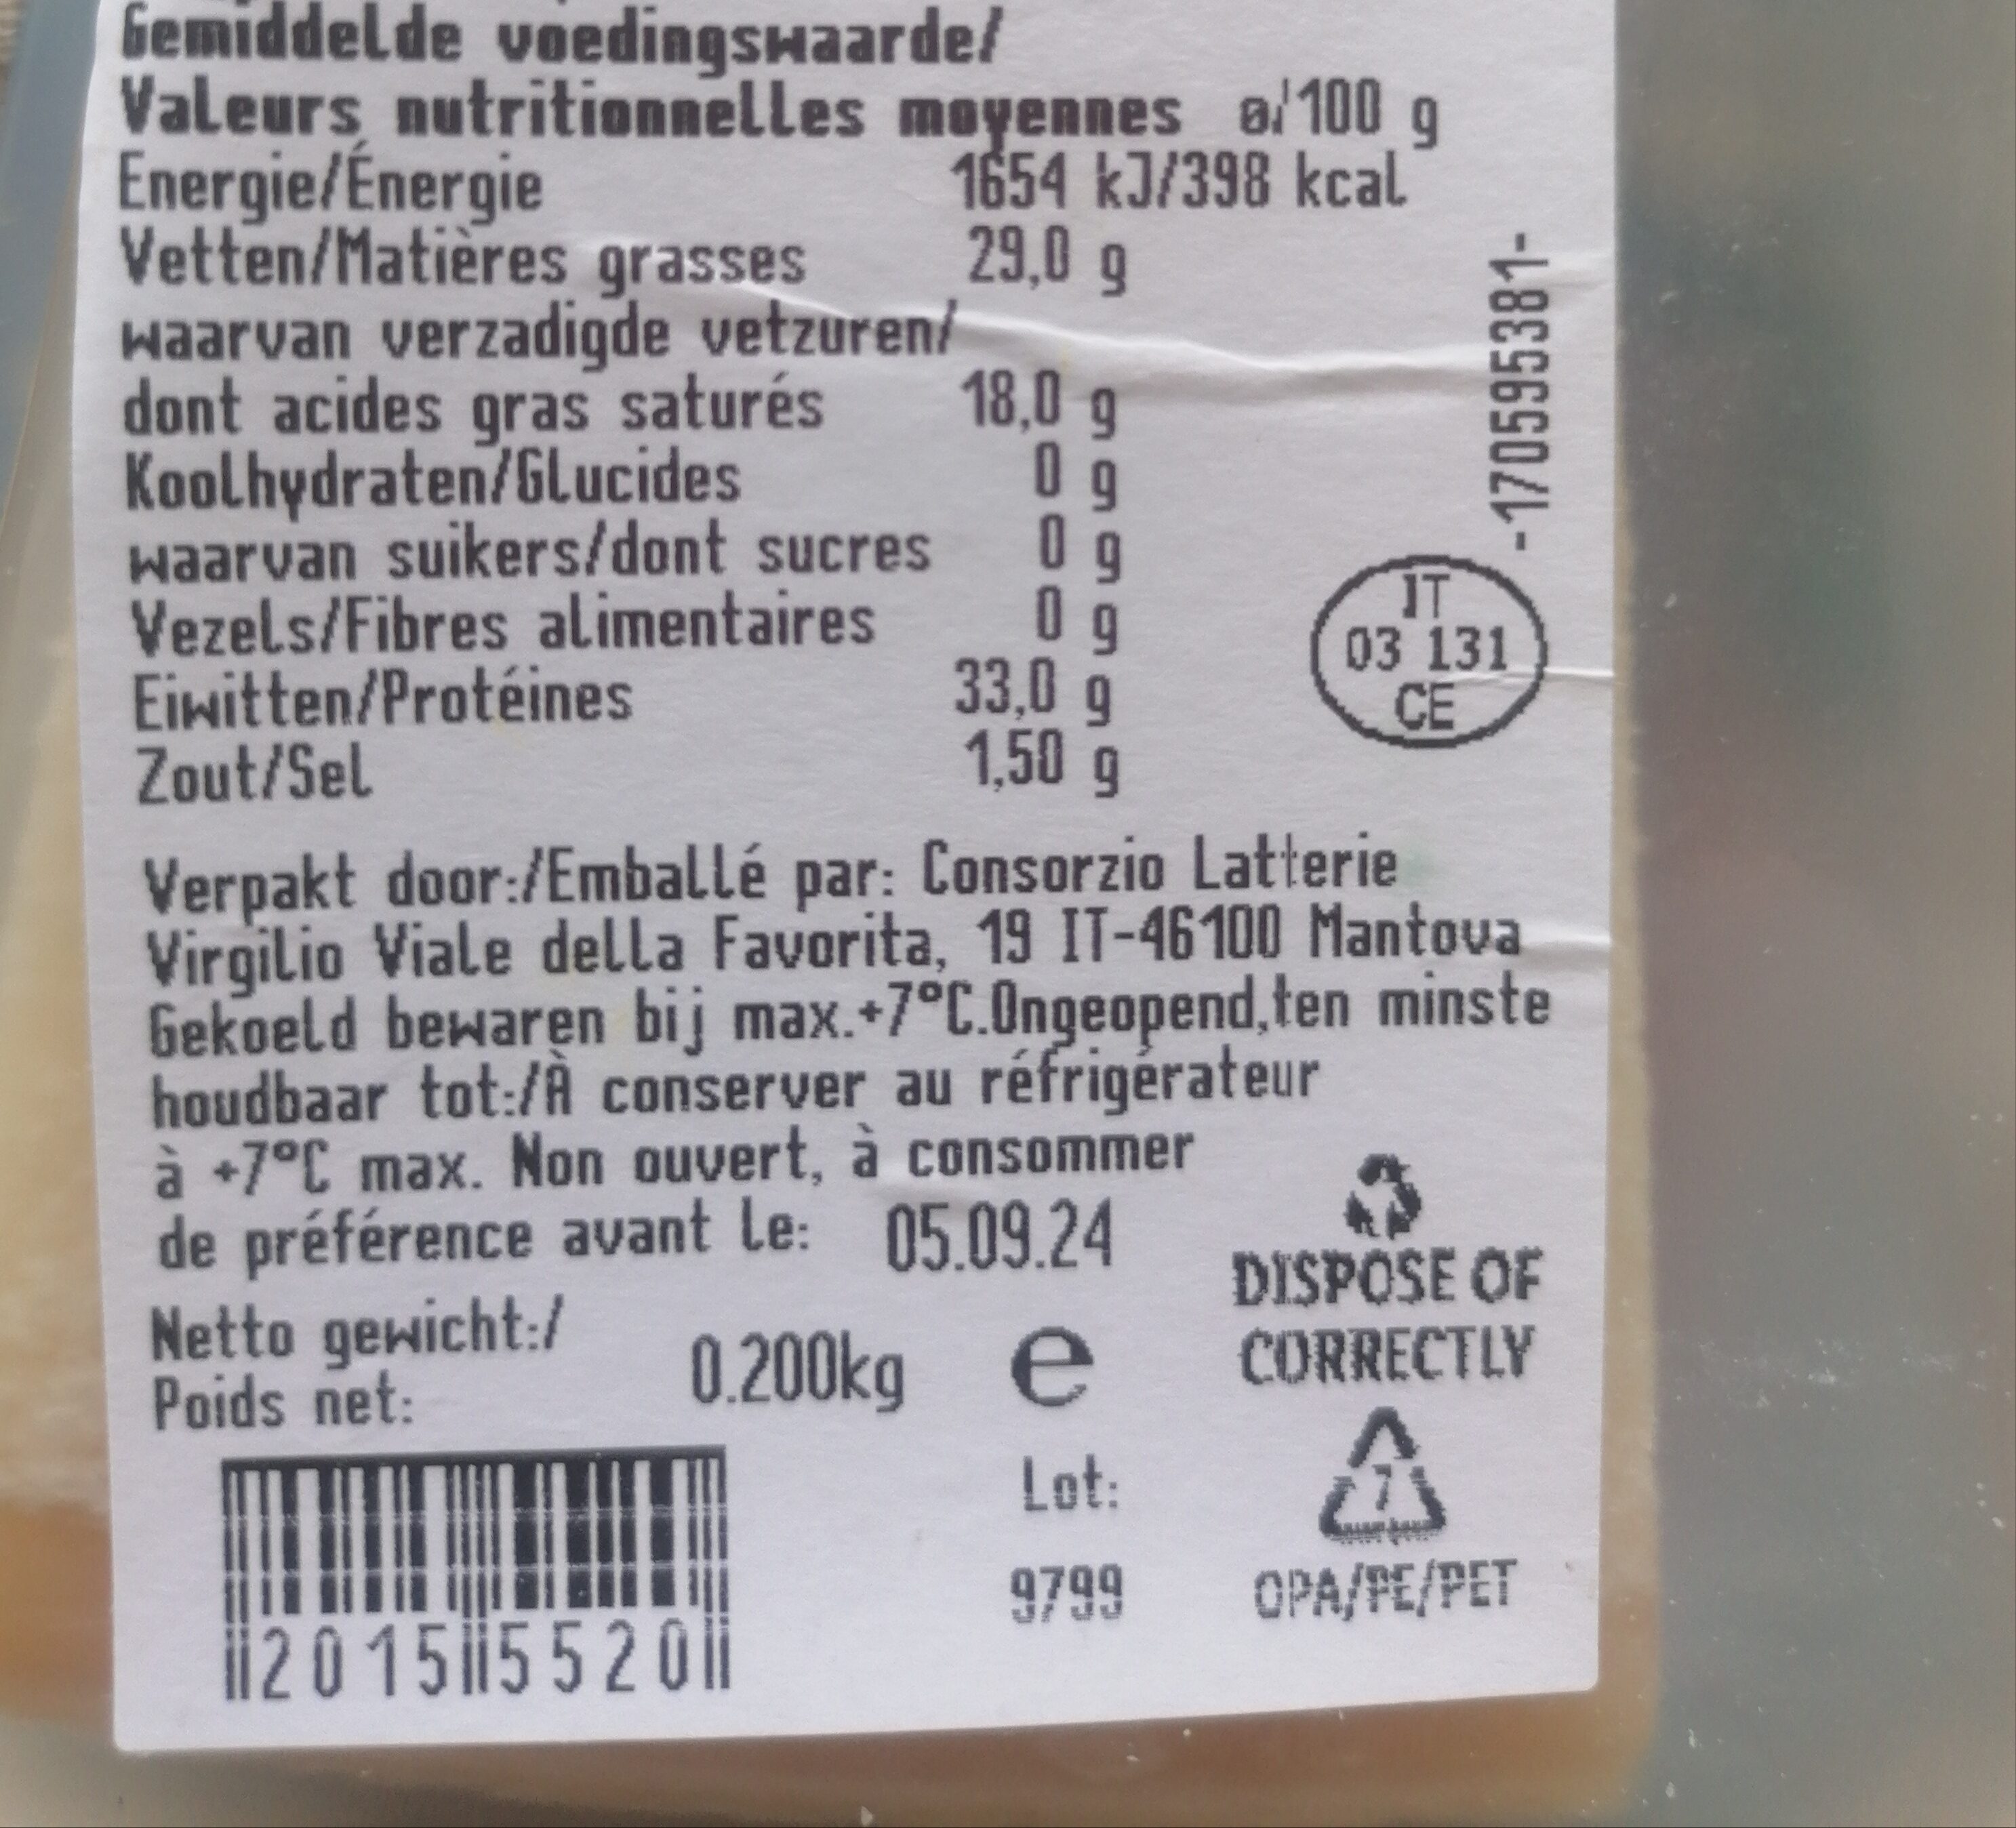 Gemiddelde voedingswaarde/
Valeurs nutritionnelles moyennes ø/100 g
Energie/Énergie 1654 kJ/398 kcal
Vetten/Matières grasses 29,0 g
waarvan verzadigde vetzuren/
dont acides gras saturés 18,0 g
Koolhydraten/Glucides 0 g
waarvan suikers/dont sucres 0 g
Vezels/Fibres alimentaires 0 g
Eiwitten/Protéines 33,0 g
Zout/Sel 1,50 g
-1705955381-
IT
03 131
CE
Verpakt door:/Emballé par: Consorzio Latterie
Virgilio Viale della Favorita, 19 IT-46100 Mantova
Gekoeld bewaren bij max.+7°C.Ongeopend,ten minste
houdbaar tot:/À conserver au réfrigérateur
à +7°C max. Non ouvert, à consommer
de préférence avant le: 05.09.24
Netto gewicht:/
Poids net: 0.200kg e
DISPOSE OF
CORRECTLY
Lot:
9799
7
OPA/PE/PET
2015 5520